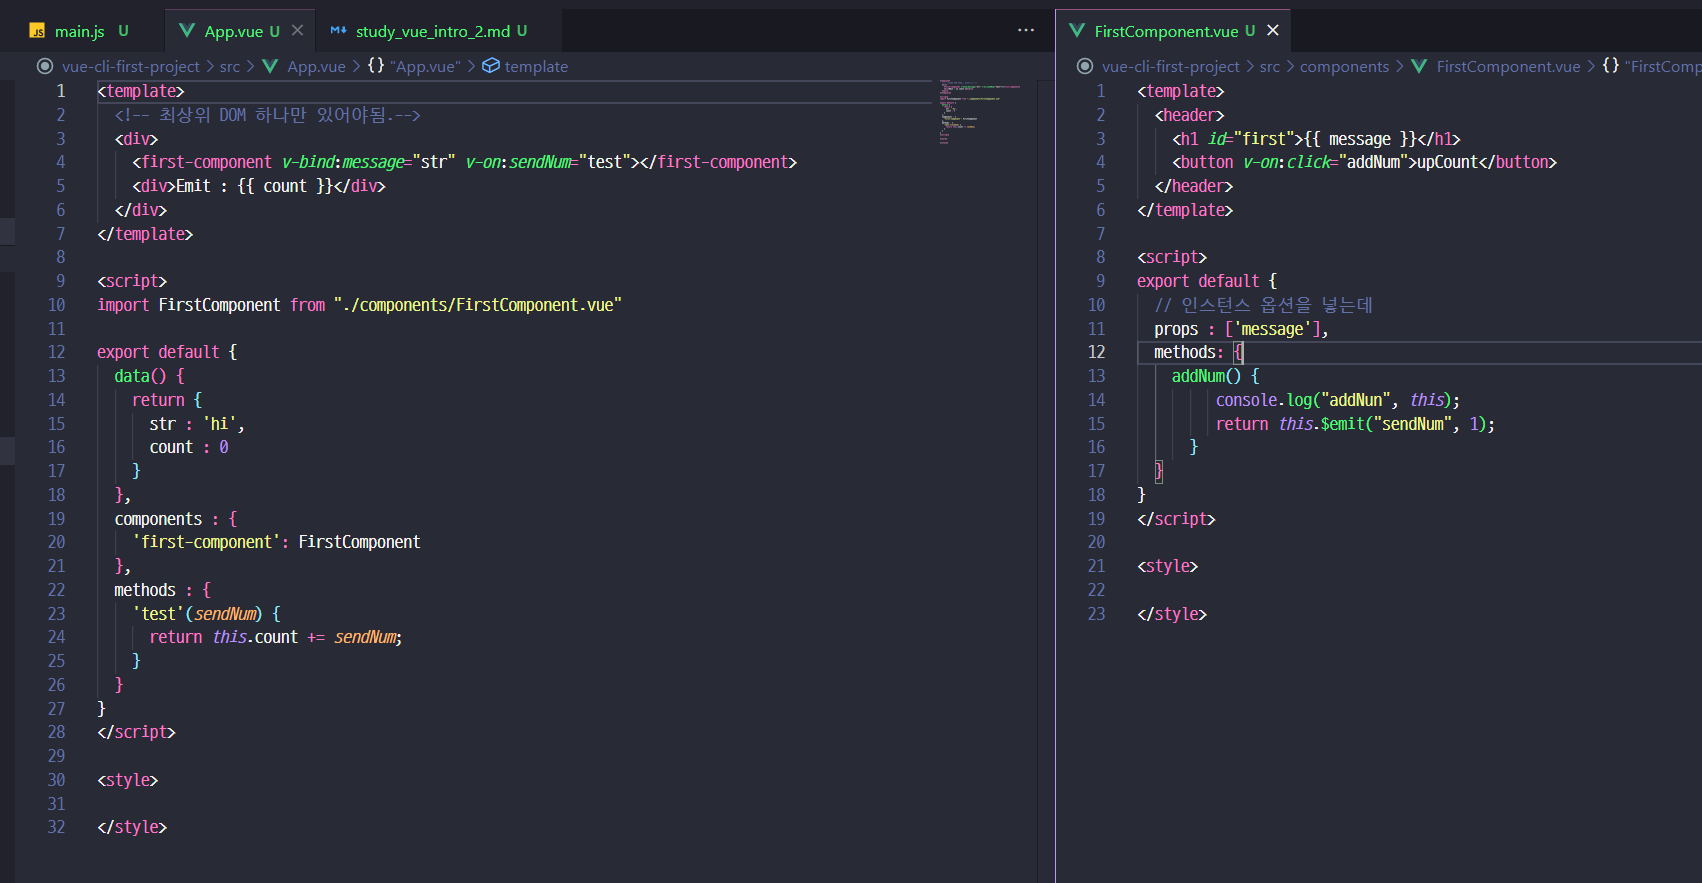 JS main.js U
App.vue U ×
M↓ study_vue_intro_2.md U
...
vue-cli-first-project > src > App.vue > {} "App.vue" > template
1 <template>
2 <!-- 최상위 DOM 하나만 있어야됨.-->
3 <div>
4 <first-component v-bind:message="str" v-on:sendNum="test"></first-component>
5 <div>Emit : {{ count }}</div>
6 </div>
7 </template>
8
9 <script>
10 import FirstComponent from "./components/FirstComponent.vue"
11
12 export default {
13 data() {
14 return {
15 str : 'hi',
16 count : 0
17 }
18 },
19 components : {
20 'first-component': FirstComponent
21 },
22 methods : {
23 'test'(sendNum) {
24 return this.count += sendNum;
25 }
26 }
27 }
28 </script>
29
30 <style>
31
32 </style>
FirstComponent.vue U ×
vue-cli-first-project > src > components > FirstComponent.vue > {} "FirstComp
1 <template>
2 <header>
3 <h1 id="first">{{ message }}</h1>
4 <button v-on:click="addNum">upCount</button>
5 </header>
6 </template>
7
8 <script>
9 export default {
10 // 인스턴스 옵션을 넣는데
11 props : ['message'],
12 methods: {
13 addNum() {
14 console.log("addNun", this);
15 return this.$emit("sendNum", 1);
16 }
17 }
18 }
19 </script>
20
21 <style>
22
23 </style>